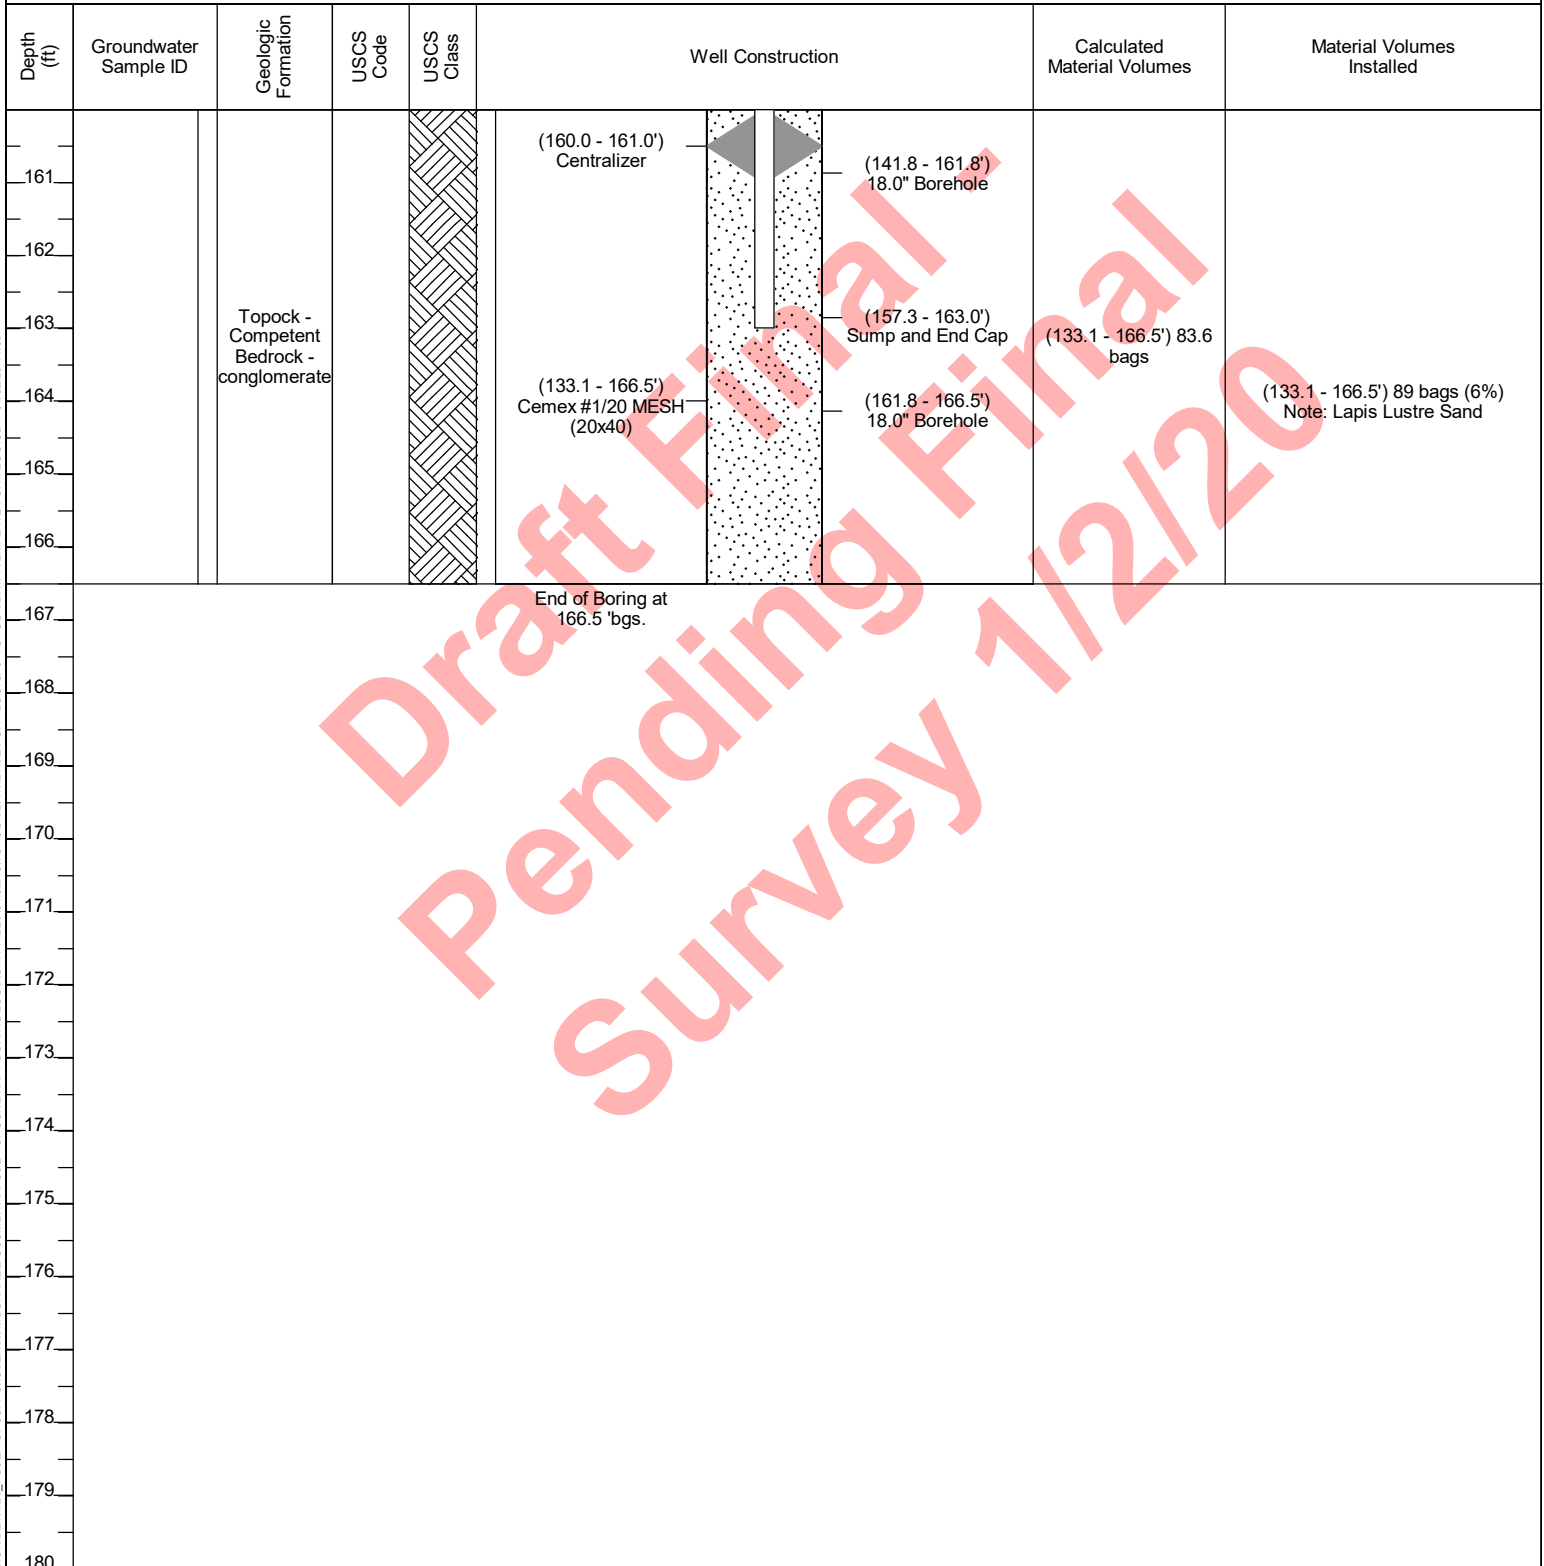 Depth
(ft)
Groundwater
Sample ID
Geologic
Formation
USCS
Code
USCS
Class
Well Construction
Calculated
Material Volumes
Material Volumes
Installed
(160.0 - 161.0')
Centralizer
(141.8 - 161.8')
18.0" Borehole
161
162
163
164
165
166
167
168
169
170
171
172
173
174
175
176
177
178
179
180
Topock -
Competent
Bedrock -
conglomerate
(157.3 - 163.0')
Sump and End Cap
(133.1 - 166.5') 83.6
bags
(133.1 - 166.5')
Cemex #1/20 MESH
(20x40)
(161.8 - 166.5')
18.0" Borehole
(133.1 - 166.5') 89 bags (6%)
Note: Lapis Lustre Sand
End of Boring at
166.5 'bgs.
Draft Final -
Pending Final
Survey 1/2/20